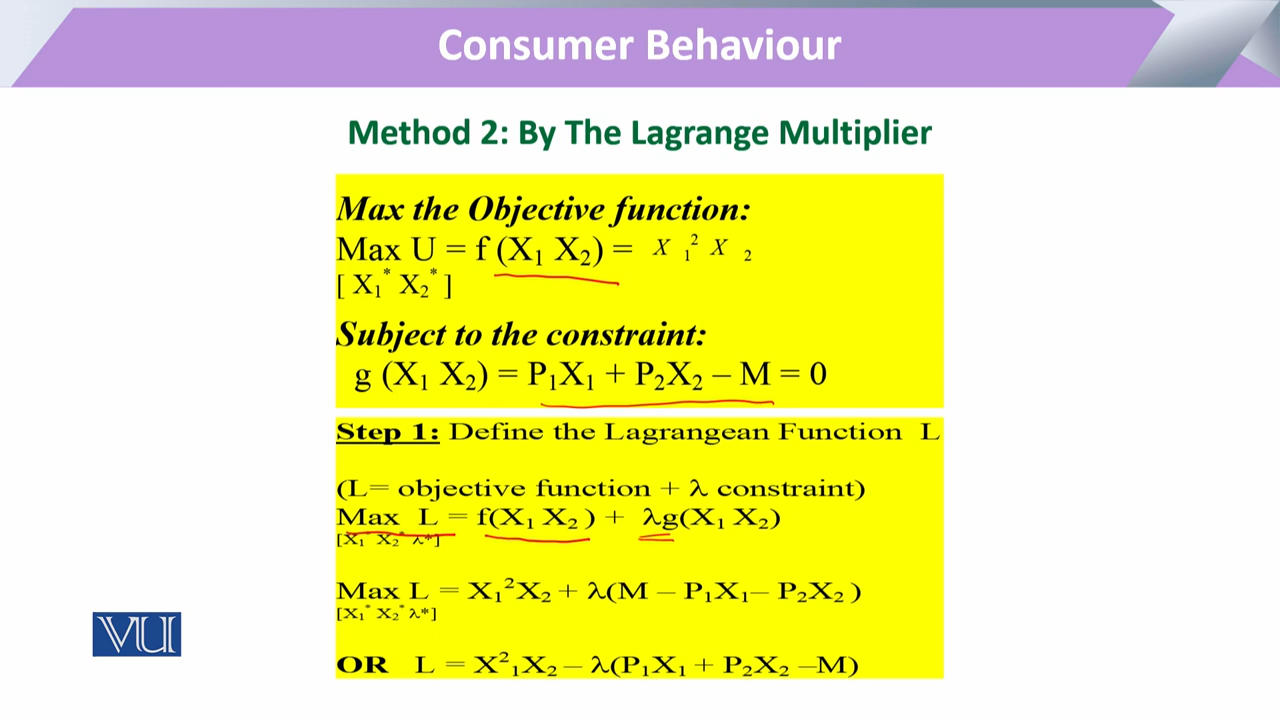 Consumer Behaviour
Method 2: By The Lagrange Multiplier
Max the Objective function:
Max U = f (X₁ X₂) = X ₁² X ₂
[ X₁* X₂* ]
Subject to the constraint:
g (X₁ X₂) = P₁X₁ + P₂X₂ – M = 0
Step 1: Define the Lagrangean Function L
(L= objective function + λ constraint)
Max L = f(X₁ X₂ ) + λg(X₁ X₂)
[X₁* X₂* λ*]
Max L = X₁²X₂ + λ(M – P₁X₁– P₂X₂ )
[X₁* X₂* λ*]
OR L = X²₁X₂ – λ(P₁X₁ + P₂X₂ –M)
VU